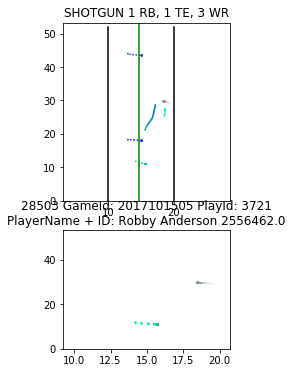 SHOTGUN 1 RB, 1 TE, 3 WR
50
40
30
20
10
0
10 20
28503 GameId: 2017101505 PlayId: 3721
PlayerName + ID: Robby Anderson 2556462.0
40
20
0
10.0 12.5 15.0 17.5 20.0